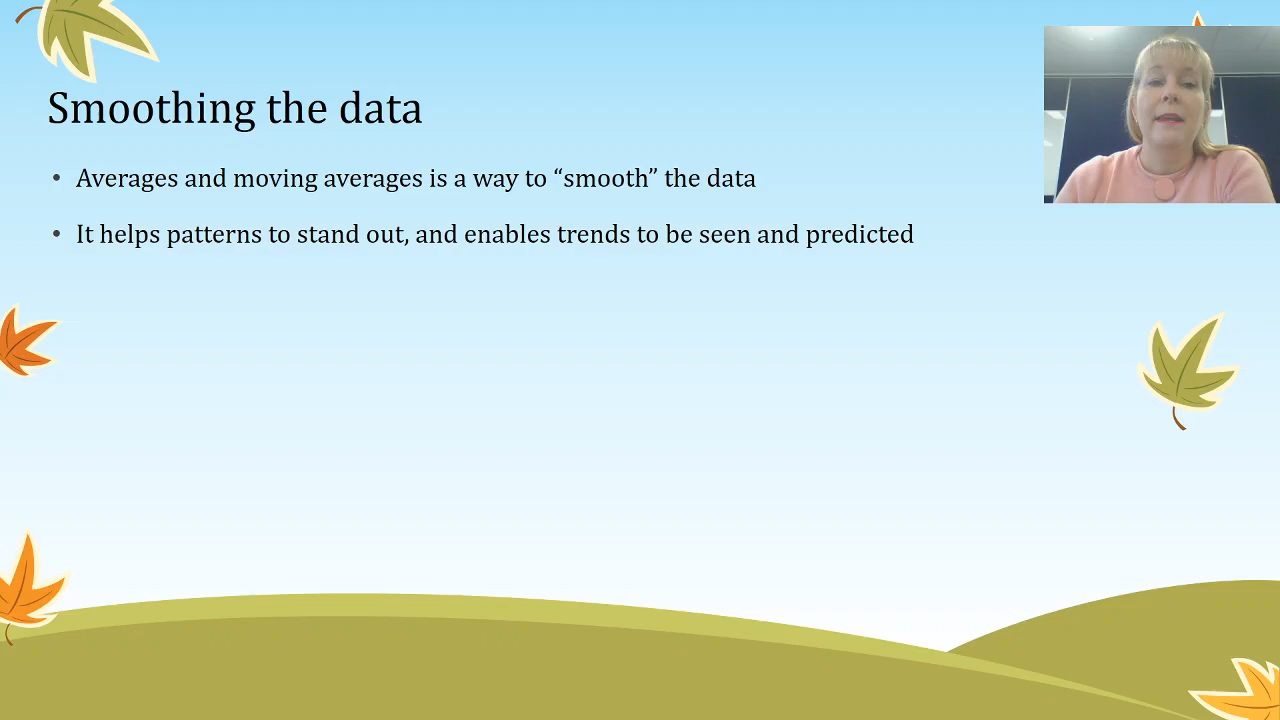 Smoothing the data
• Averages and moving averages is a way to “smooth” the data
• It helps patterns to stand out, and enables trends to be seen and predicted